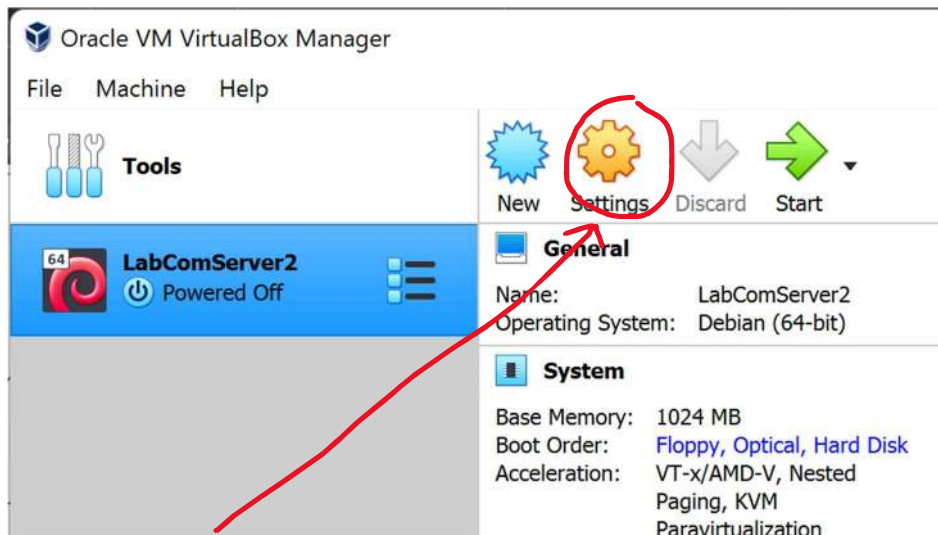 Oracle VM VirtualBox Manager
File Machine Help
Tools
New Settings Discard Start
64
LabComServer2
Powered Off
General
Name: LabComServer2
Operating System: Debian (64-bit)
System
Base Memory: 1024 MB
Boot Order: Floppy, Optical, Hard Disk
Acceleration: VT-x/AMD-V, Nested
Paging, KVM
Paravirtualization